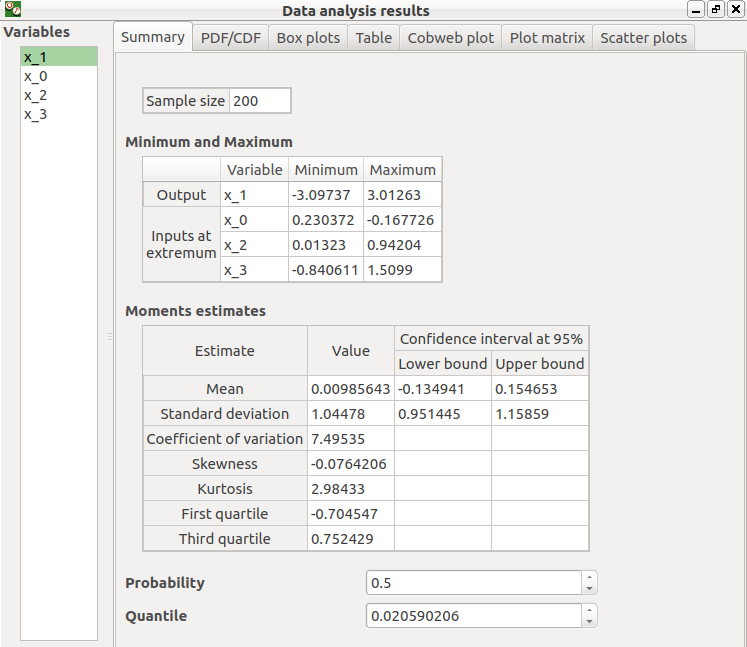 Data analysis results
Variables
x_1
x_0
x_2
x_3
Summary PDF/CDF Box plots Table Cobweb plot Plot matrix Scatter plots
Sample size 200
Minimum and Maximum
Variable Minimum Maximum
Output x_1 -3.09737 3.01263
Inputs at extremum
x_0 0.230372 -0.167726
x_2 0.01323 0.94204
x_3 -0.840611 1.5099
Moments estimates
Estimate Value Confidence interval at 95%
Lower bound Upper bound
Mean 0.00985643 -0.134941 0.154653
Standard deviation 1.04478 0.951445 1.15859
Coefficient of variation 7.49535
Skewness -0.0764206
Kurtosis 2.98433
First quartile -0.704547
Third quartile 0.752429
Probability 0.5
Quantile 0.020590206